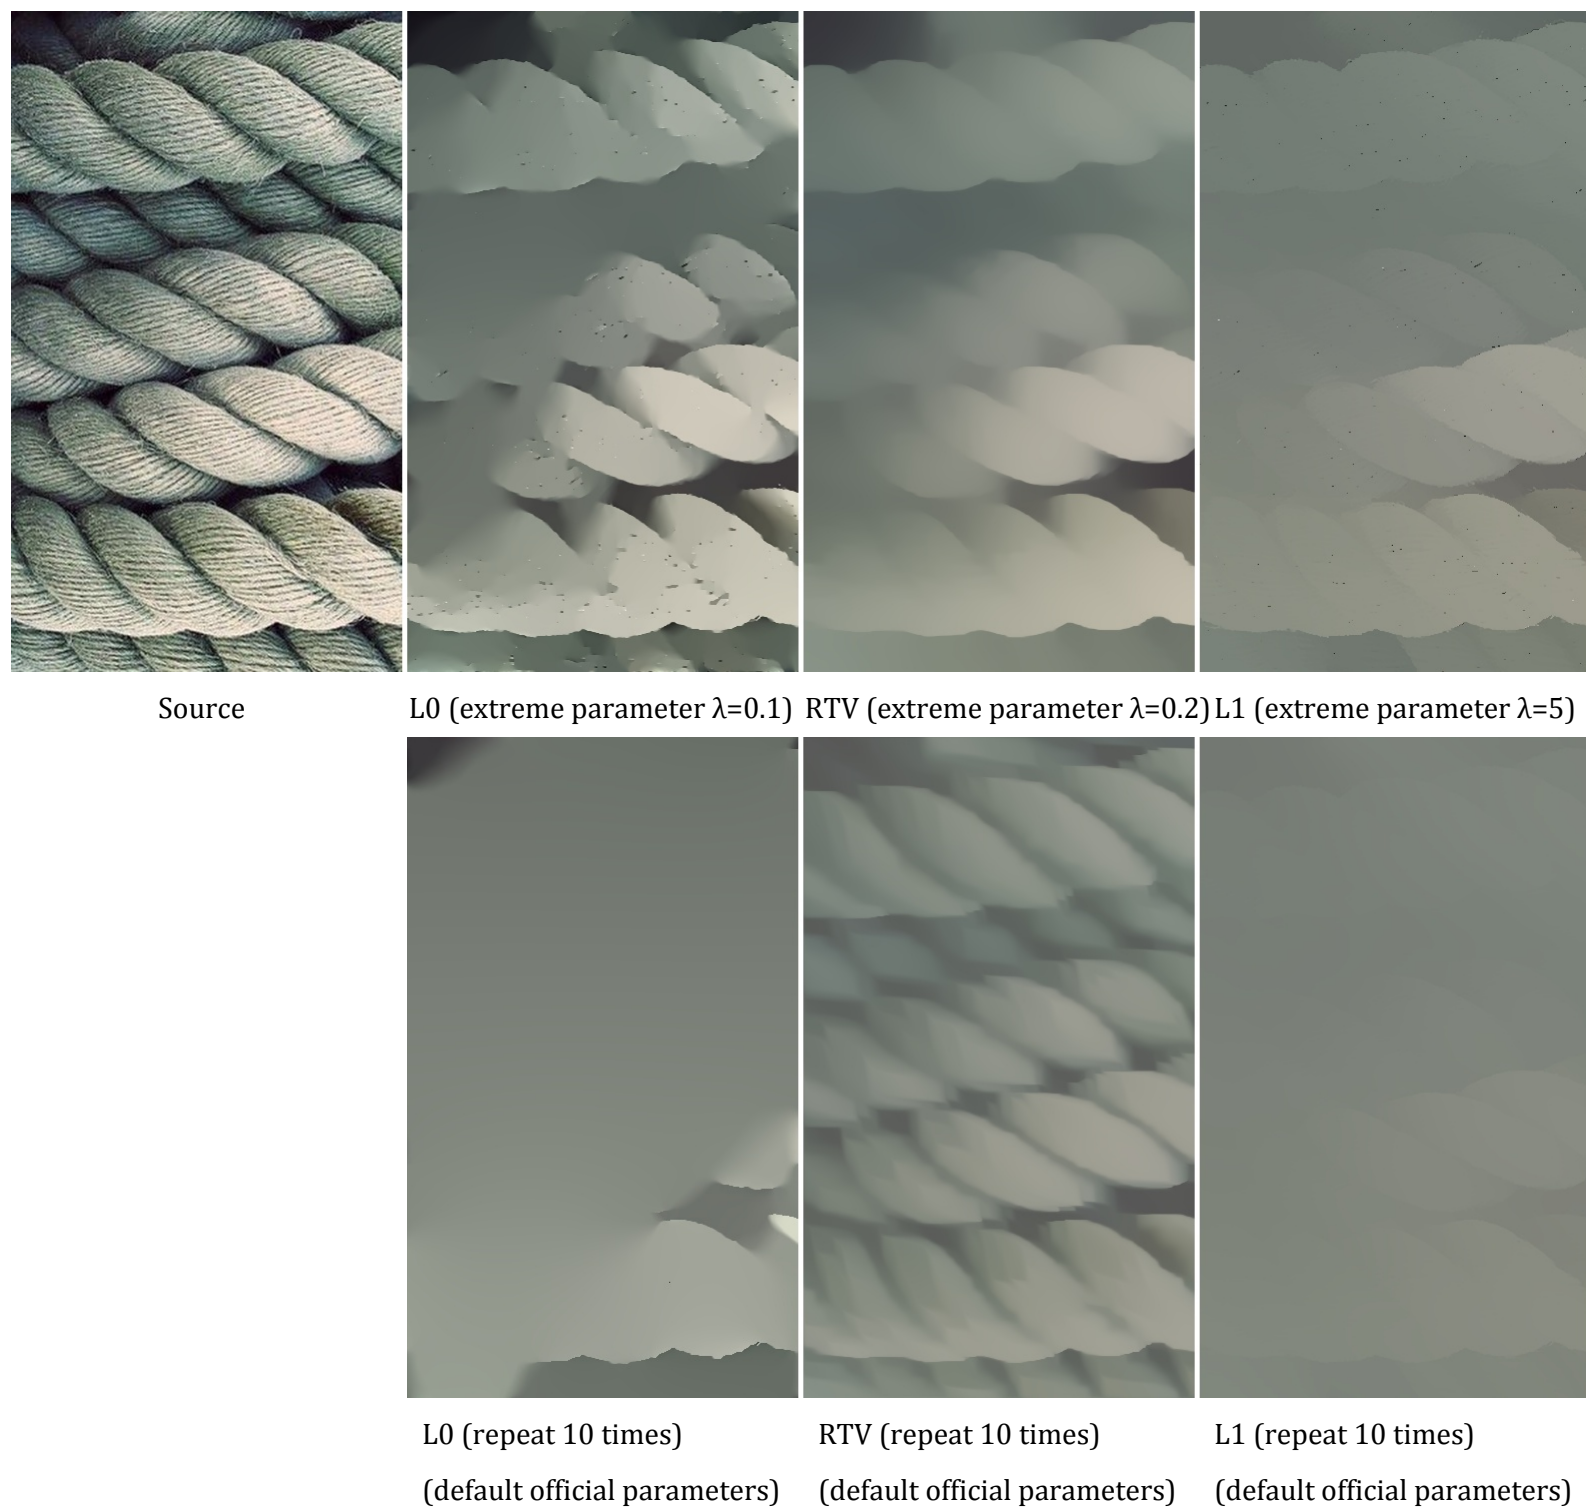 Source
L0 (extreme parameter λ=0.1)
RTV (extreme parameter λ=0.2)
L1 (extreme parameter λ=5)
L0 (repeat 10 times)
(default official parameters)
RTV (repeat 10 times)
(default official parameters)
L1 (repeat 10 times)
(default official parameters)